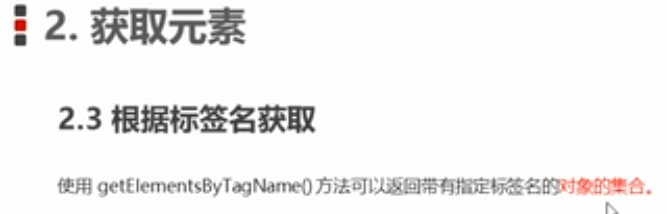 2. 获取元素
2.3 根据标签名获取
使用 getElementsByTagName() 方法可以返回带有指定标签名的对象的集合。